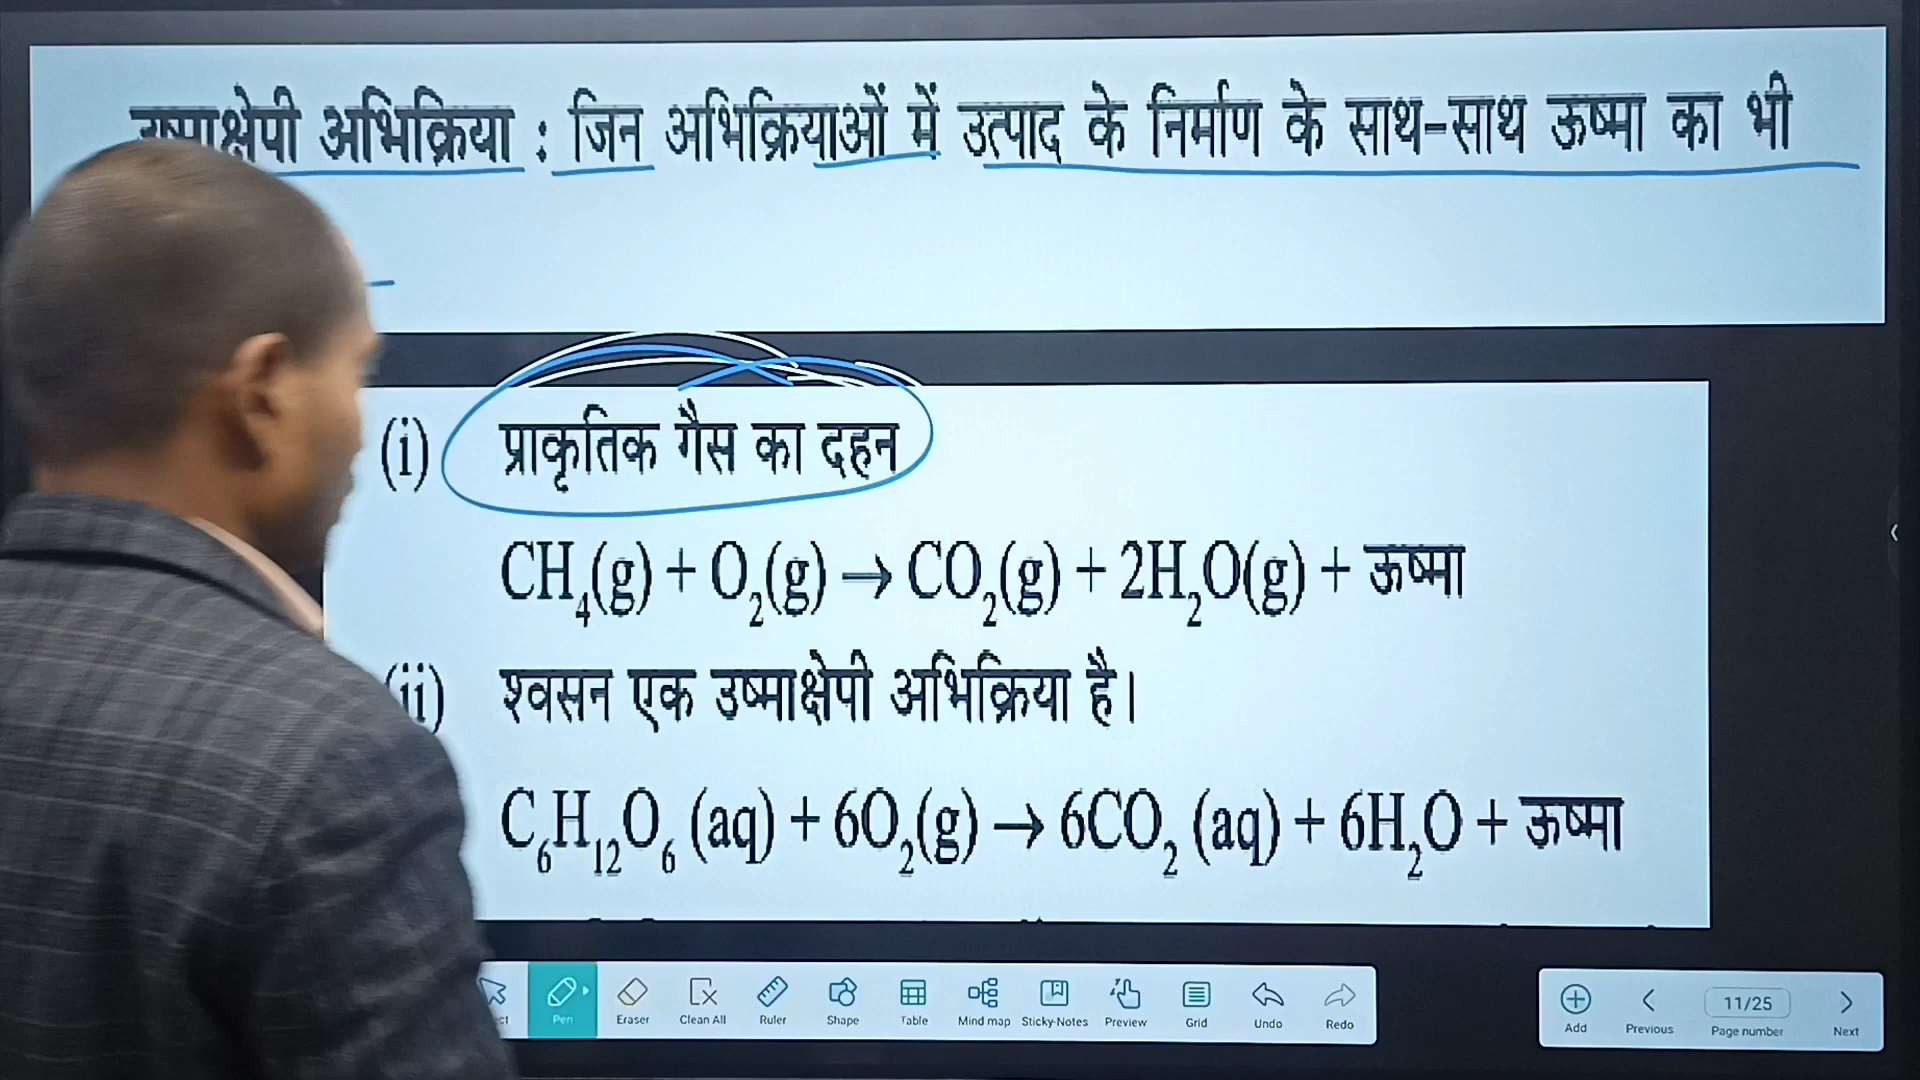 उष्माक्षेपी अभिक्रिया : जिन अभिक्रियाओं में उत्पाद के निर्माण के साथ-साथ ऊष्मा का भी
(i) प्राकृतिक गैस का दहन
CH₄(g) + O₂(g) → CO₂(g) + 2H₂O(g) + ऊष्मा
(ii) श्वसन एक उष्माक्षेपी अभिक्रिया है।
C₆H₁₂O₆ (aq) + 6O₂(g) → 6CO₂ (aq) + 6H₂O + ऊष्मा
Pen Eraser Clean All Ruler Shape Table Mind map Sticky-Notes Preview Grid Undo Redo
11/25
Add Previous Page number Next